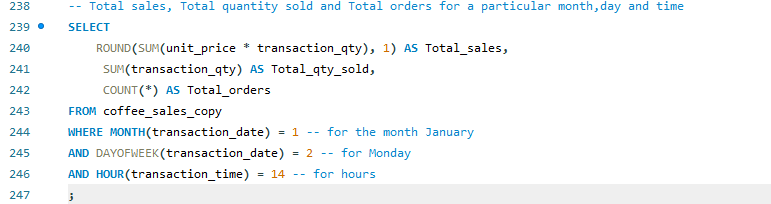 238 -- Total sales, Total quantity sold and Total orders for a particular month,day and time
239 SELECT
240 ROUND(SUM(unit_price * transaction_qty), 1) AS Total_sales,
241 SUM(transaction_qty) AS Total_qty_sold,
242 COUNT(*) AS Total_orders
243 FROM coffee_sales_copy
244 WHERE MONTH(transaction_date) = 1 -- for the month January
245 AND DAYOFWEEK(transaction_date) = 2 -- for Monday
246 AND HOUR(transaction_time) = 14 -- for hours
247 ;